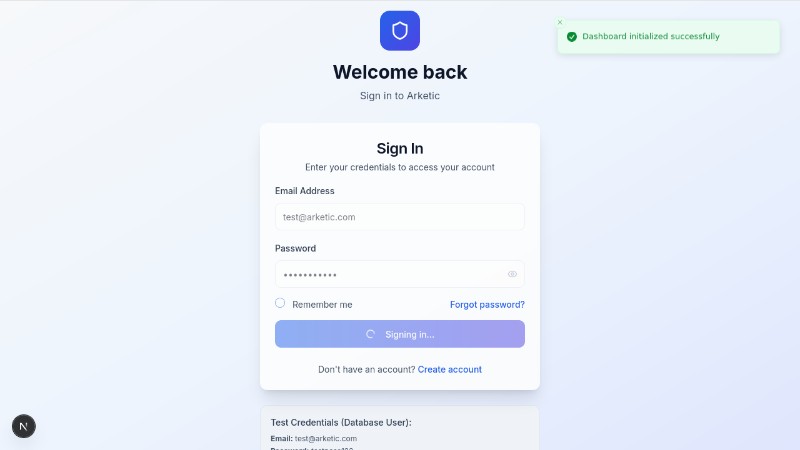 Dashboard initialized successfully
Welcome back
Sign in to Arketic
Sign In
Enter your credentials to access your account
Email Address
test@arketic.com
Password
•••••••••••
Remember me
Forgot password?
Signing in...
Don't have an account? Create account
Test Credentials (Database User):
Email: test@arketic.com
N